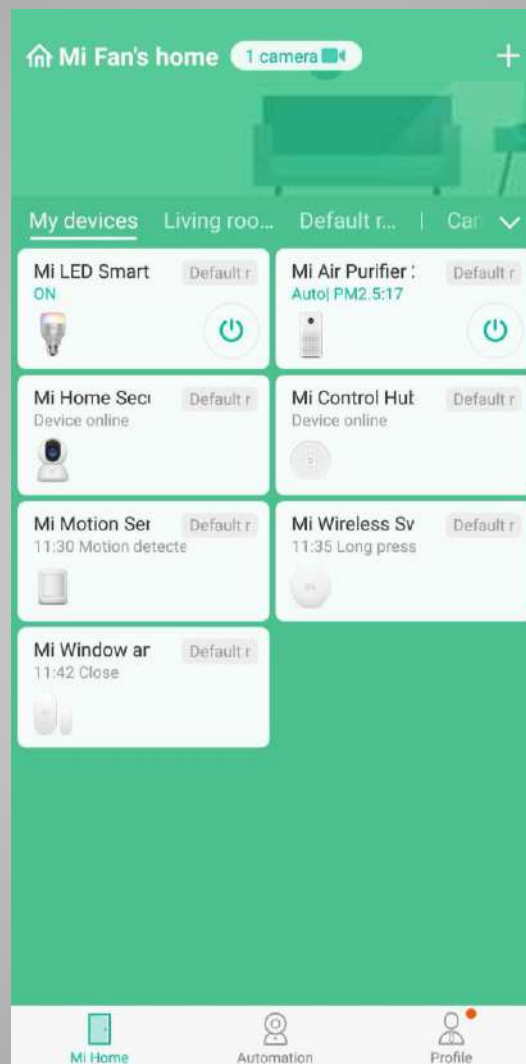 Mi Fan's home 1 camera
My devices Living roo... Default r... | Car
Mi LED Smart Default r
ON
Mi Air Purifier 2 Default r
Auto| PM2.5:17
Mi Home Secu Default r
Device online
Mi Control Hub Default r
Device online
Mi Motion Ser Default r
11:30 Motion detecte
Mi Wireless Sv Default r
11:35 Long press
Mi Window ar Default r
11:42 Close
Mi Home Automation Profile